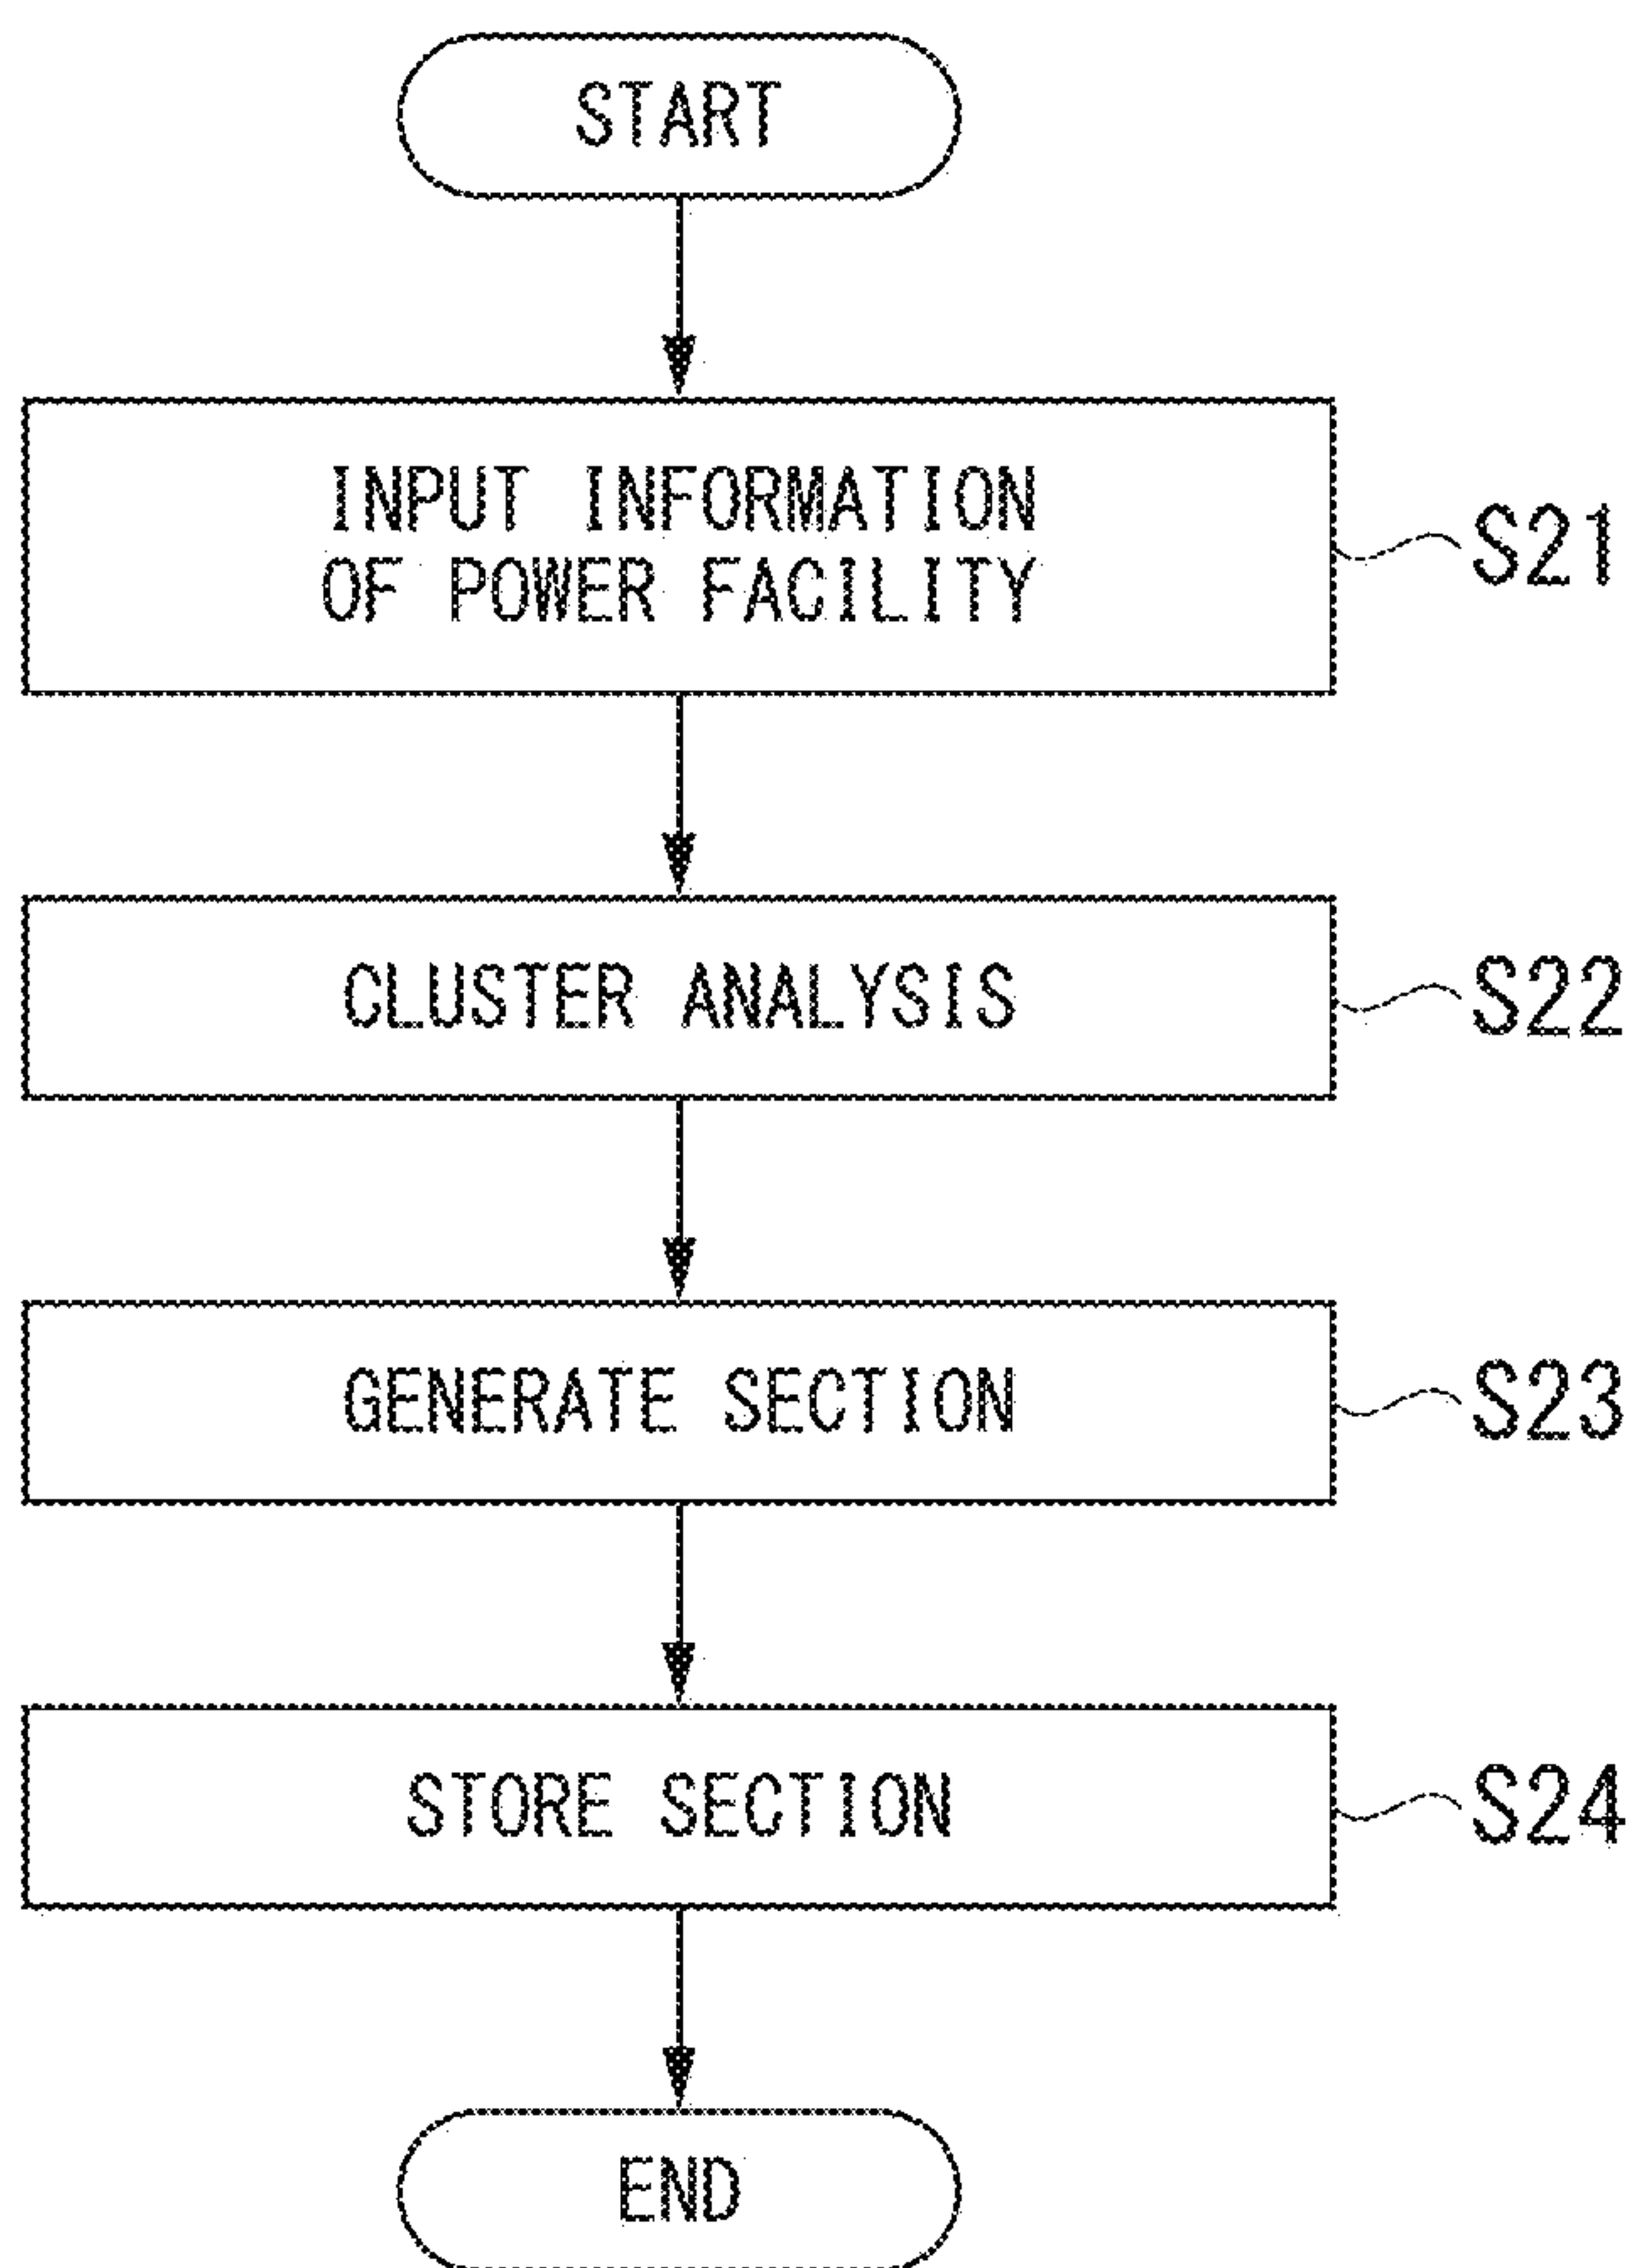 START
INPUT INFORMATION
OF POWER FACILITY
S21
CLUSTER ANALYSIS
S22
GENERATE SECTION
S23
STORE SECTION
S24
END